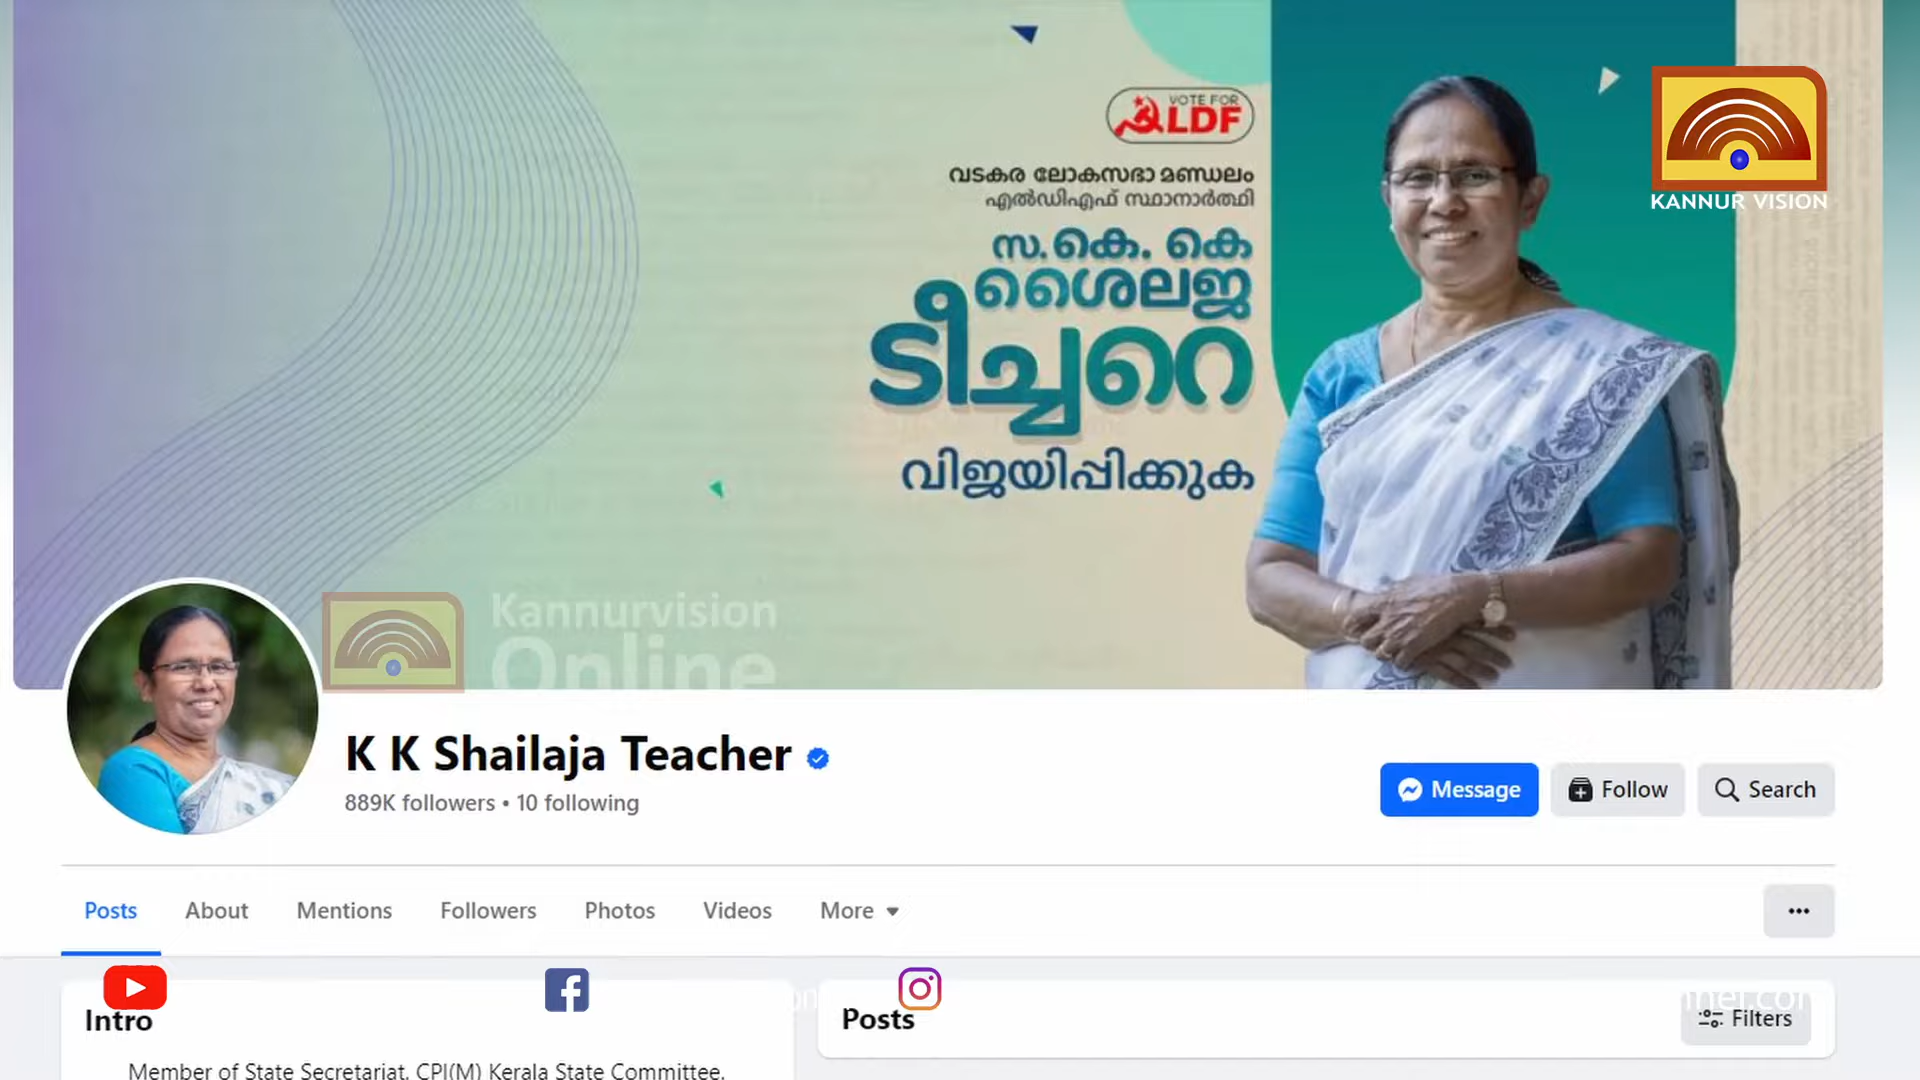 VOTE FOR
LDF
വടകര ലോകസഭാ മണ്ഡലം
എൽഡിഎഫ് സ്ഥാനാർത്ഥി
സ. കെ. കെ
ശൈലജ
ടീച്ചറെ
വിജയിപ്പിക്കുക
KANNUR VISION
Kannurvision
Online
K K Shailaja Teacher
889K followers • 10 following
Message
Follow
Search
Posts
About
Mentions
Followers
Photos
Videos
More
Intro
Posts
Filters
Member of State Secretariat, CPI(M) Kerala State Committee.